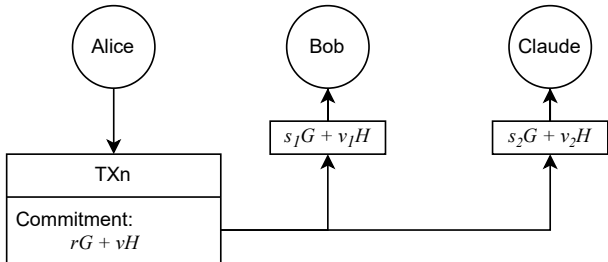 Alice
Bob
Claude
s₁G + v₁H
s₂G + v₂H
TXn
Commitment:
rG + vH